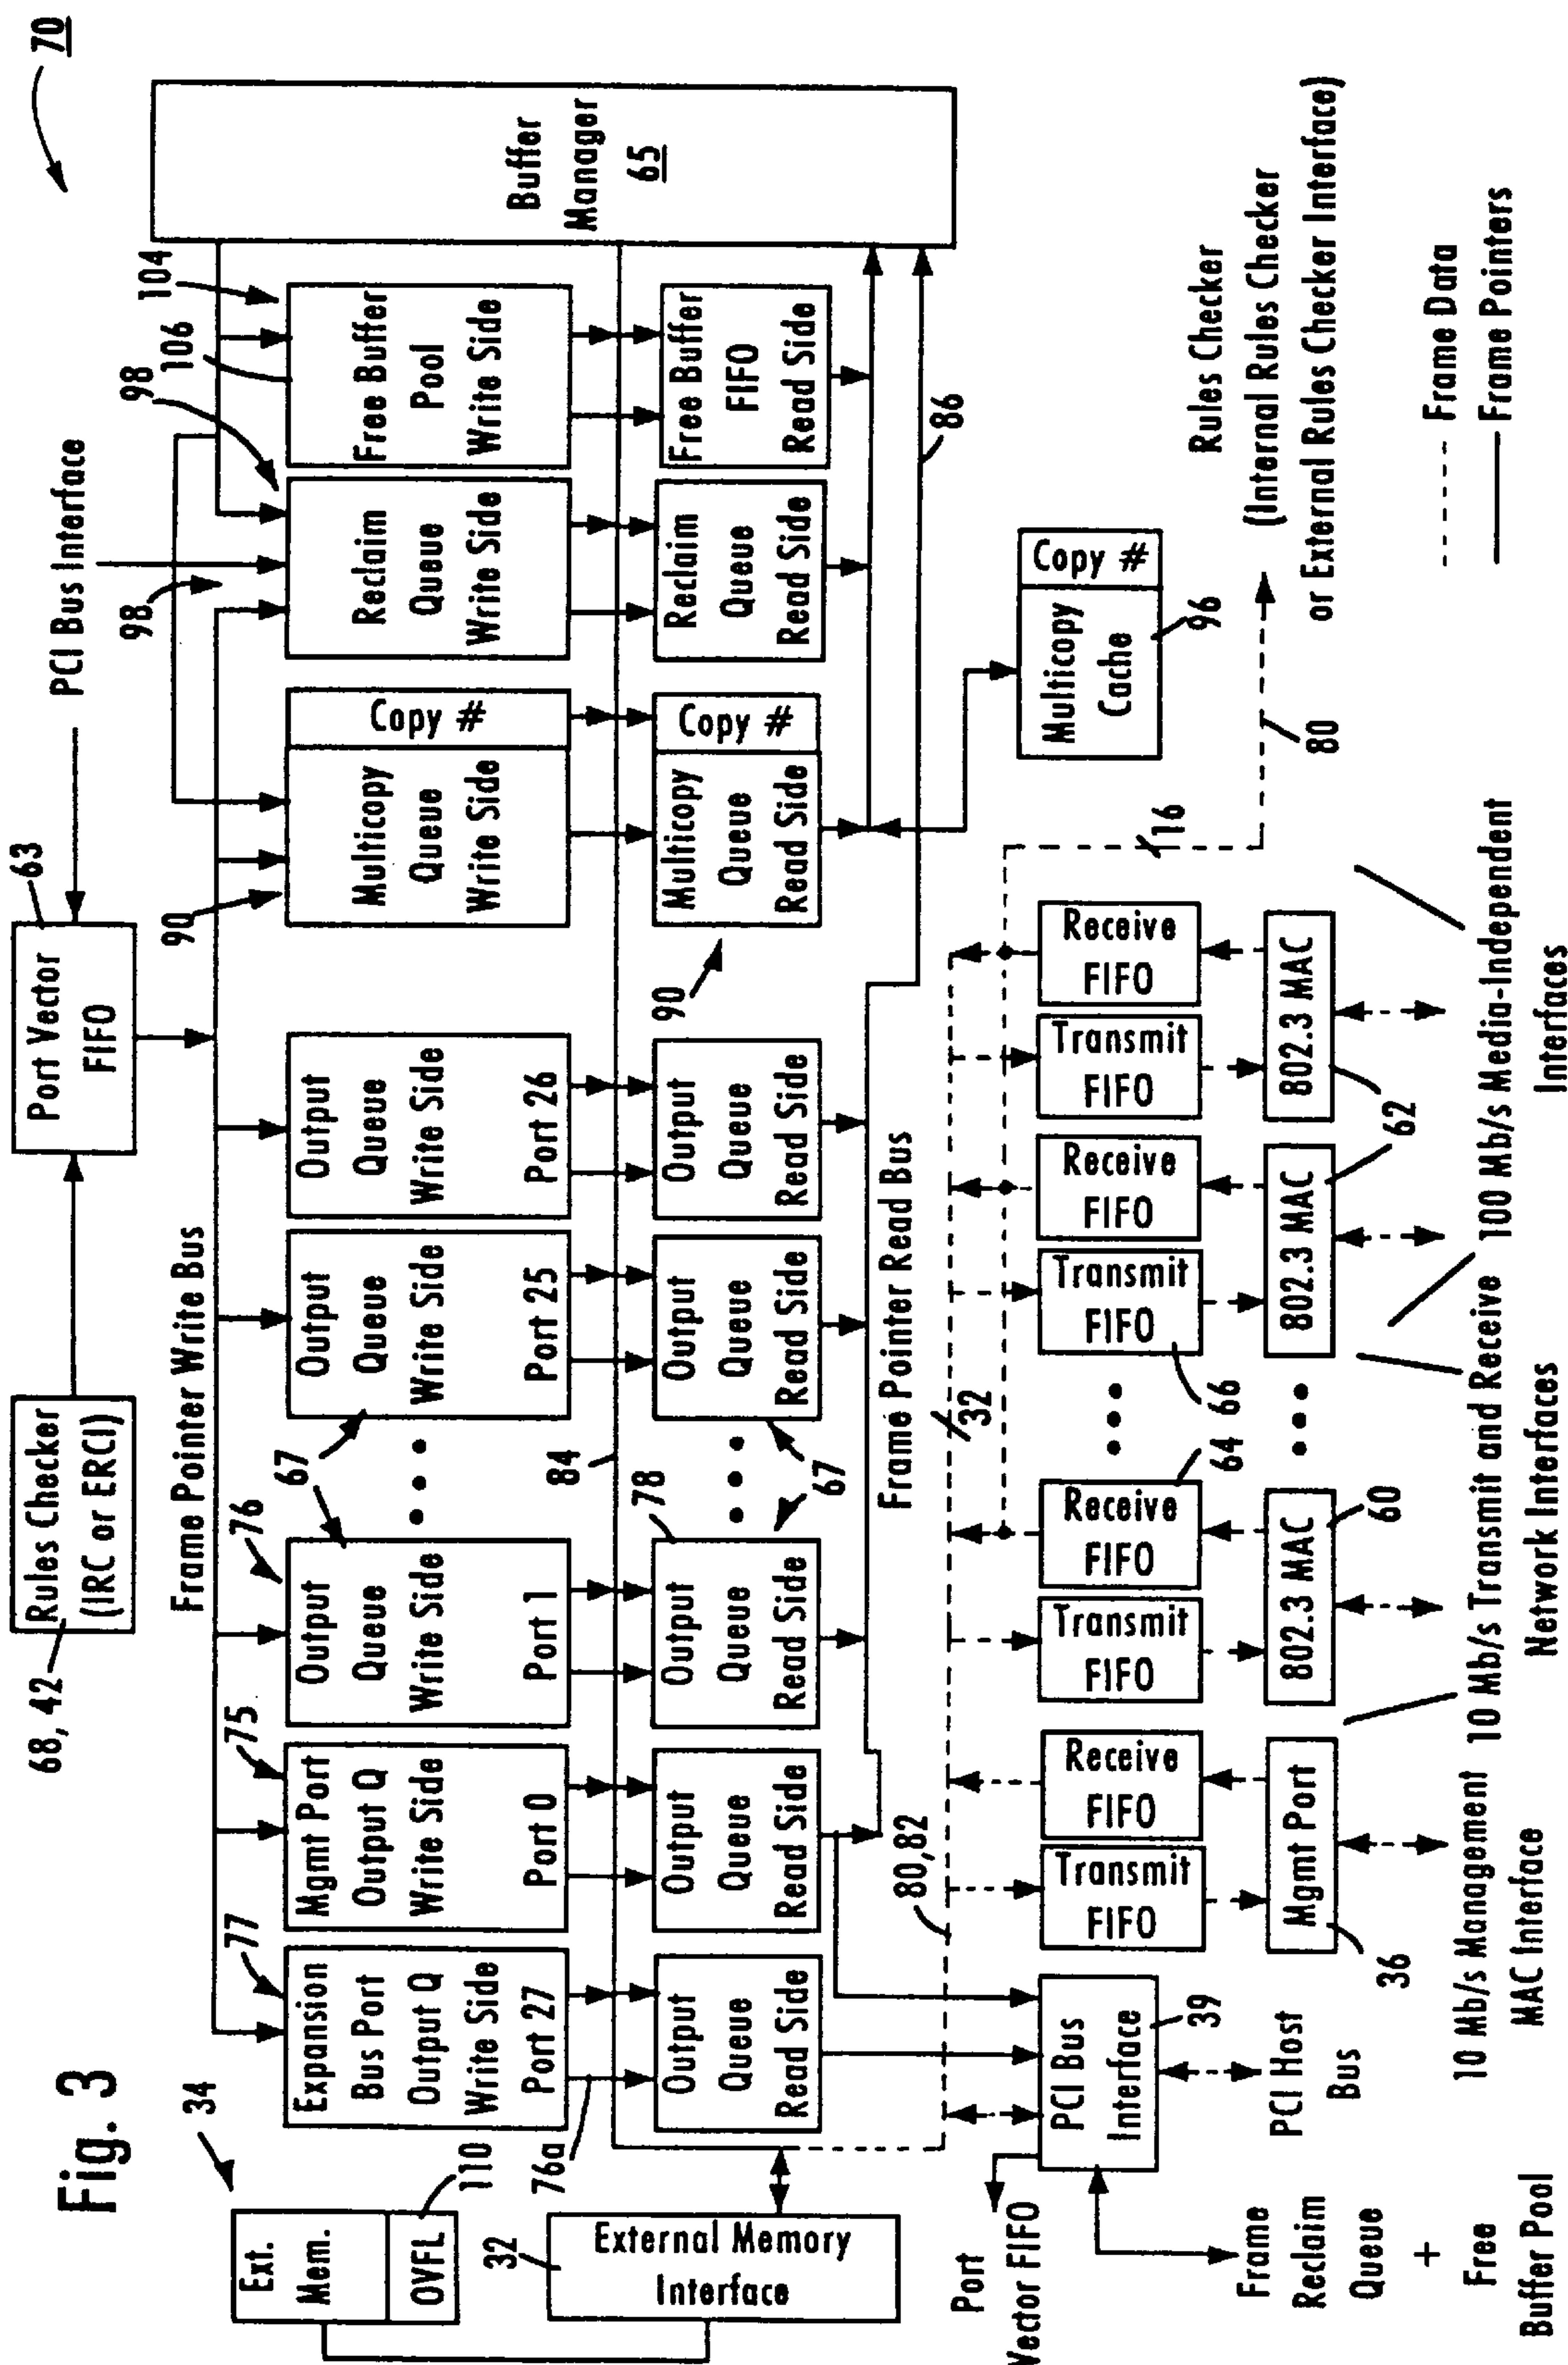 Fig. 3
70
68, 42
Rules Checker
(IRC or ERCI)
Port Vector
FIFO
63
PCI Bus Interface
Frame Pointer Write Bus
34
Ext.
Mem.
OVFL
110
32
External Memory
Interface
77
Expansion
Bus Port
Output Q
Write Side
Port 27
76a
75
Mgmt Port
Output Q
Write Side
Port 0
76
Output
Queue
Write Side
Port 1
67
Output
Queue
Write Side
Port 25
Output
Queue
Write Side
Port 26
90
Multicopy
Queue
Write Side
Copy #
98
98
Reclaim
Queue
Write Side
106
104
Free Buffer
Pool
Write Side
Buffer
Manager
65
84
Output
Queue
Read Side
Output
Queue
Read Side
78
Output
Queue
Read Side
67
Output
Queue
Read Side
Output
Queue
Read Side
90
Multicopy
Queue
Read Side
Copy #
Reclaim
Queue
Read Side
Free Buffer
FIFO
Read Side
80,82
Frame Pointer Read Bus
86
32
Port
Vector FIFO
PCI Bus
Interface
39
Transmit
FIFO
Receive
FIFO
Transmit
FIFO
Receive
FIFO
64
66
Transmit
FIFO
Receive
FIFO
Transmit
FIFO
Receive
FIFO
16
80
Multicopy
Cache
Copy #
96
Mgmt Port
36
802.3 MAC
60
802.3 MAC
62
802.3 MAC
Rules Checker
(Internal Rules Checker
or External Rules Checker Interface)
Frame
Reclaim
Queue
+
Free
Buffer Pool
PCI Host
Bus
10 Mb/s Management
MAC Interface
10 Mb/s Transmit and Receive
Network Interfaces
100 Mb/s Media-Independent
Interfaces
Frame Data
Frame Pointers